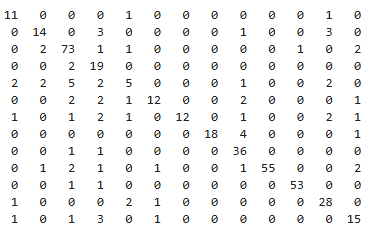 11 0 0 0 1 0 0 0 0 0 0 1 0
0 14 0 3 0 0 0 0 1 0 0 3 0
0 2 73 1 1 0 0 0 0 0 1 0 2
0 0 2 19 0 0 0 0 0 0 0 0 0
2 2 5 2 5 0 0 0 1 0 0 2 0
0 0 2 2 1 12 0 0 2 0 0 0 1
1 0 1 2 1 0 12 0 1 0 0 2 1
0 0 0 0 0 0 0 18 4 0 0 0 1
0 0 1 1 0 0 0 0 36 0 0 0 0
0 1 2 1 0 1 0 0 1 55 0 0 2
0 0 1 1 0 0 0 0 0 0 53 0 0
1 0 0 0 2 1 0 0 0 0 0 28 0
1 0 1 3 0 1 0 0 0 0 0 0 15